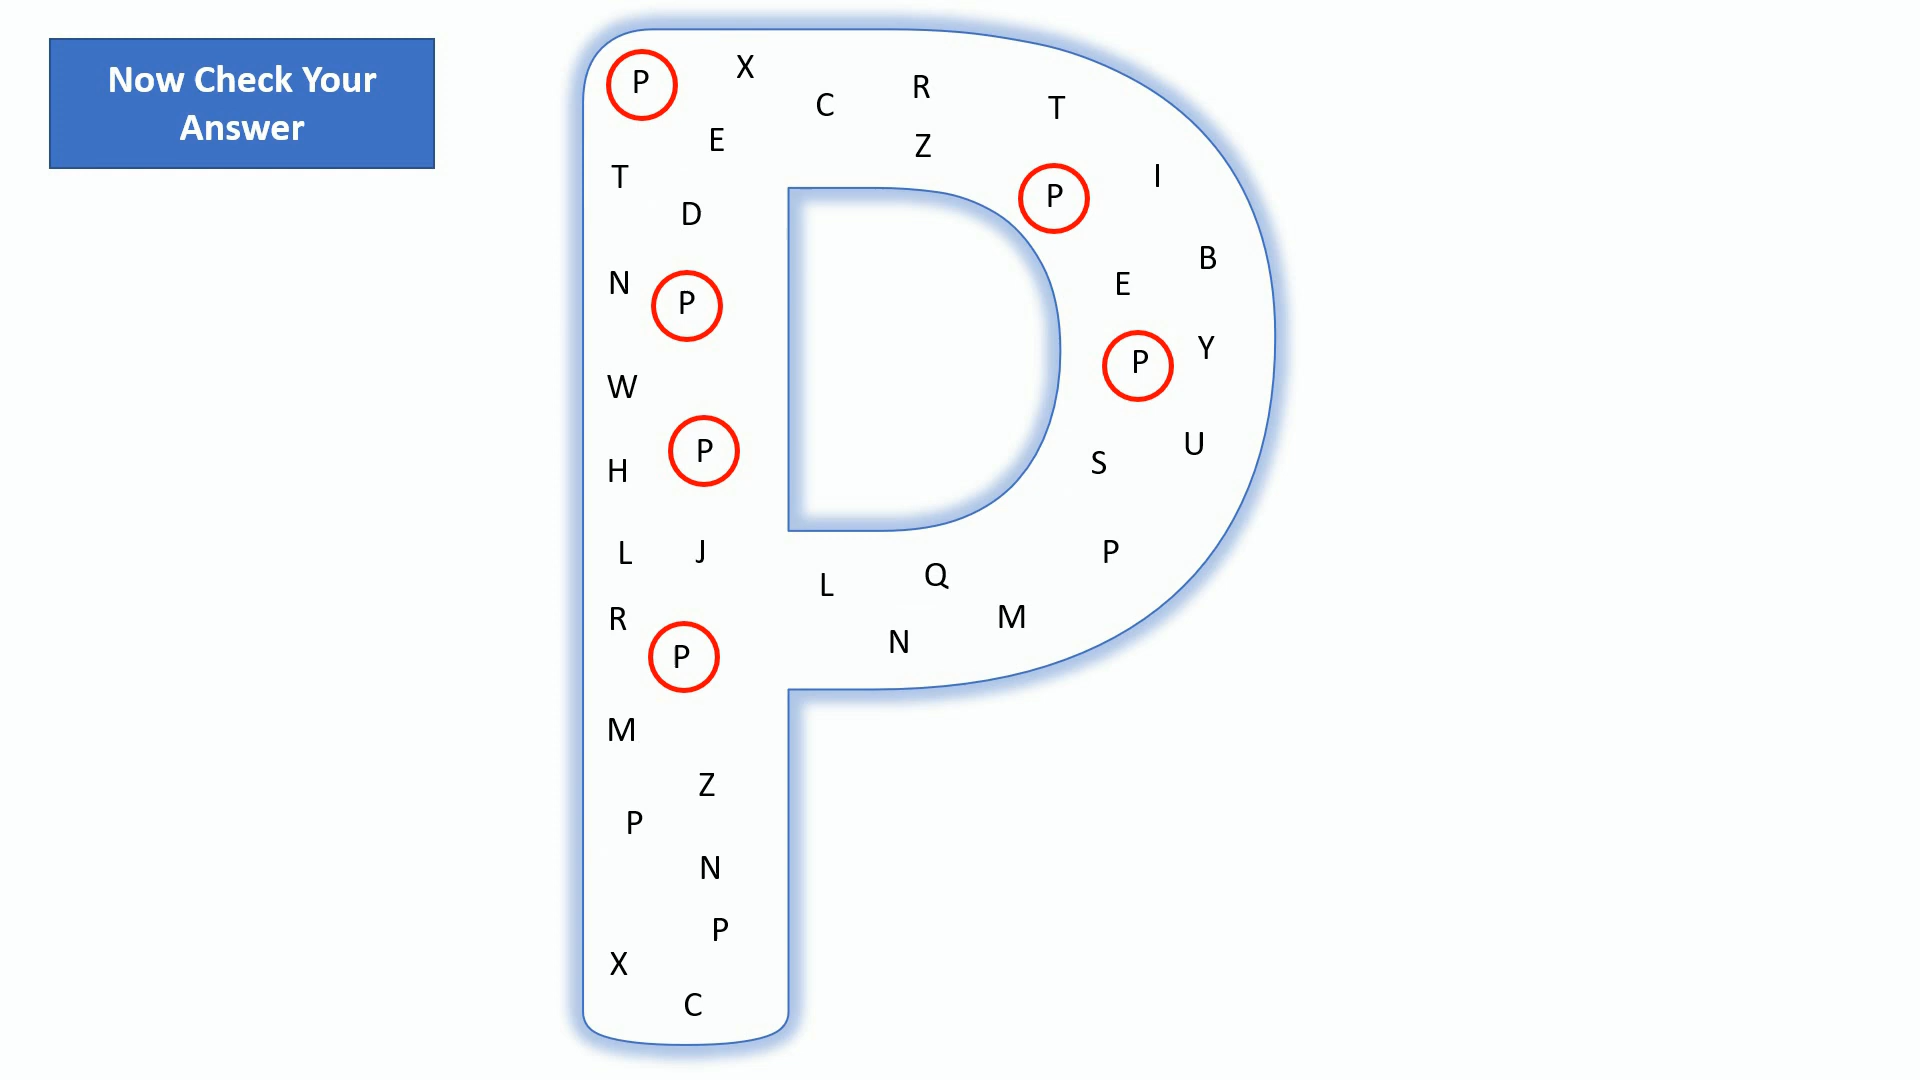 Now Check Your
Answer
P X C R T
E Z
T P I
D
N P E B
W P Y
H P S U
L J L Q P
R N M
P
M
Z
P
N
P
X
C